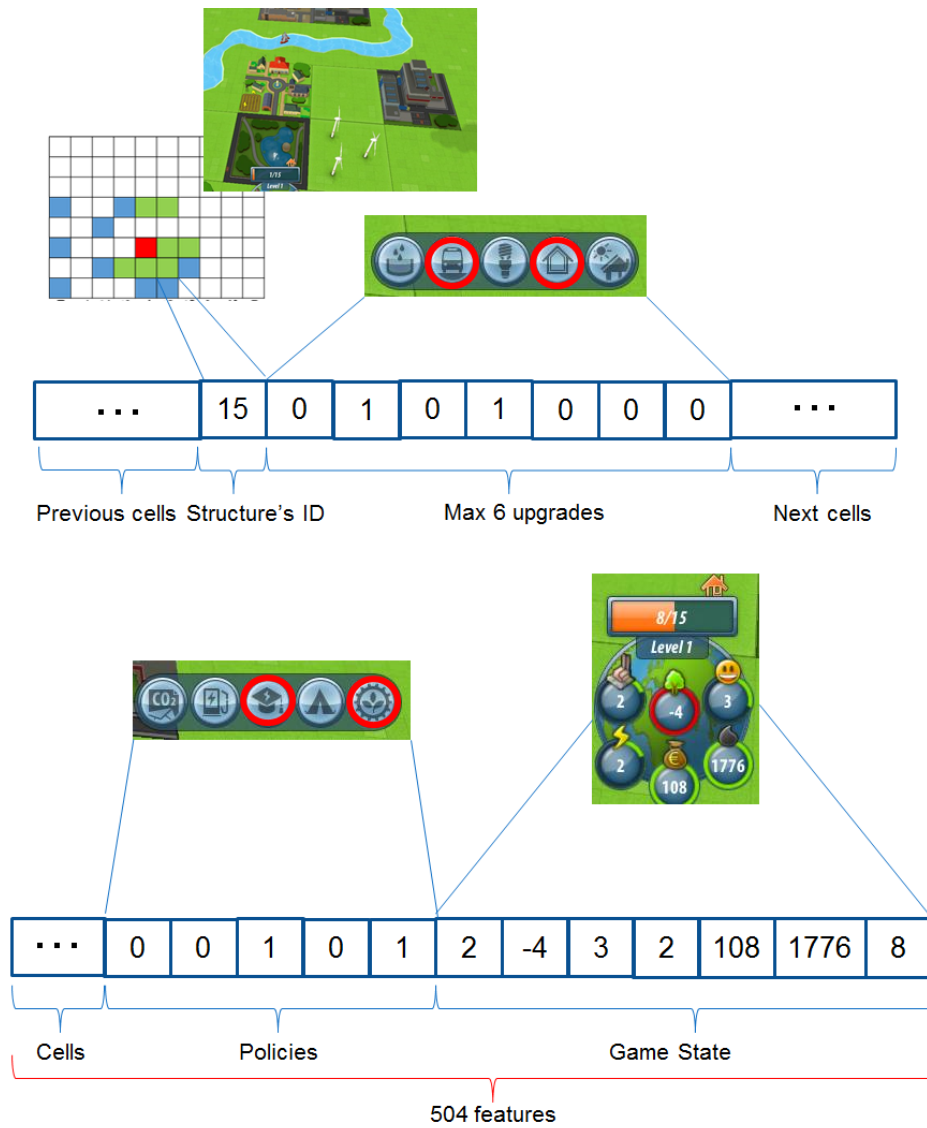 1/15
Level 1
... 15 0 1 0 1 0 0 0 ...
Previous cells Structure's ID Max 6 upgrades Next cells
8/15
Level 1
CO2
2 -4 3
2 108 1776
... 0 0 1 0 1 2 -4 3 2 108 1776 8
Cells Policies Game State
504 features